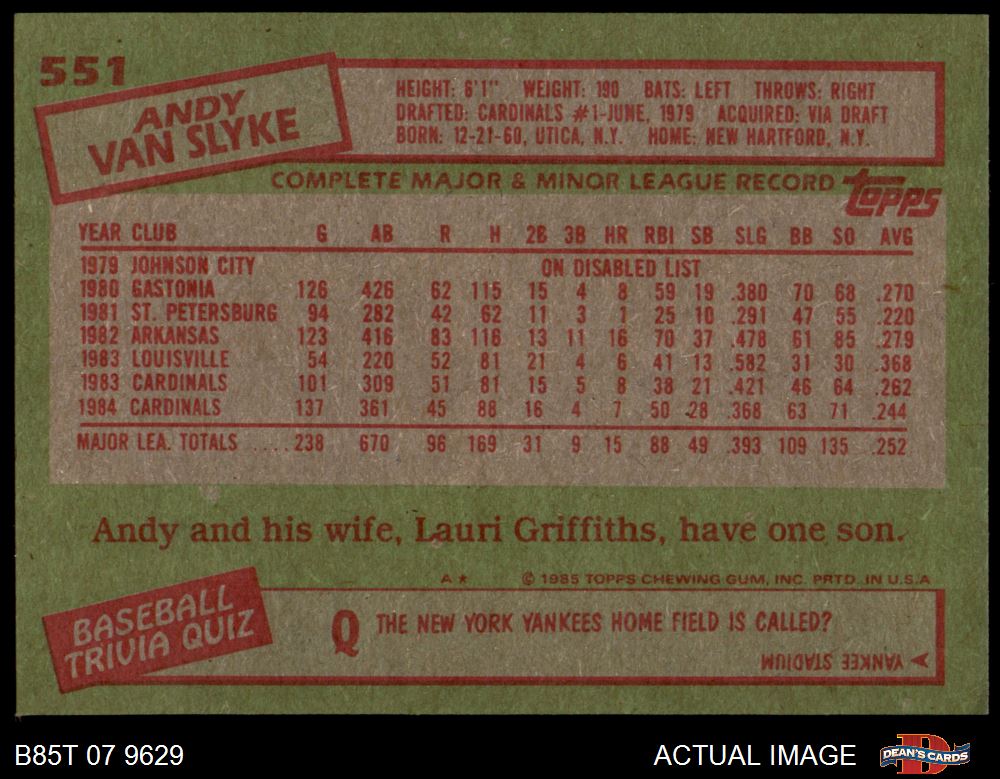 551
ANDY
VAN SLYKE
HEIGHT: 6'1" WEIGHT: 190 BATS: LEFT THROWS: RIGHT
DRAFTED: CARDINALS #1-JUNE, 1979 ACQUIRED: VIA DRAFT
BORN: 12-21-60, UTICA, N.Y. HOME: NEW HARTFORD, N.Y.
COMPLETE MAJOR & MINOR LEAGUE RECORD topps
YEAR CLUB G AB R H 2B 3B HR RBI SB SLG BB SO AVG
1979 JOHNSON CITY ON DISABLED LIST
1980 GASTONIA 126 426 62 115 15 4 8 59 19 .380 70 68 .270
1981 ST. PETERSBURG 94 282 42 62 11 3 1 25 10 .291 47 55 .220
1982 ARKANSAS 123 416 83 116 13 11 16 70 37 .478 61 85 .279
1983 LOUISVILLE 54 220 52 81 21 4 6 41 13 .582 31 30 .368
1983 CARDINALS 101 309 51 81 15 5 8 38 21 .421 46 64 .262
1984 CARDINALS 137 361 45 88 16 4 7 50 28 .368 63 71 .244
MAJOR LEA. TOTALS .... 238 670 96 169 31 9 15 88 49 .393 109 135 .252
Andy and his wife, Lauri Griffiths, have one son.
A* © 1985 TOPPS CHEWING GUM, INC. PRTD. IN U.S.A
BASEBALL
TRIVIA QUIZ
Q THE NEW YORK YANKEES HOME FIELD IS CALLED?
YANKEE STADIUM
B85T 07 9629 ACTUAL IMAGE DEAN'S CARDS